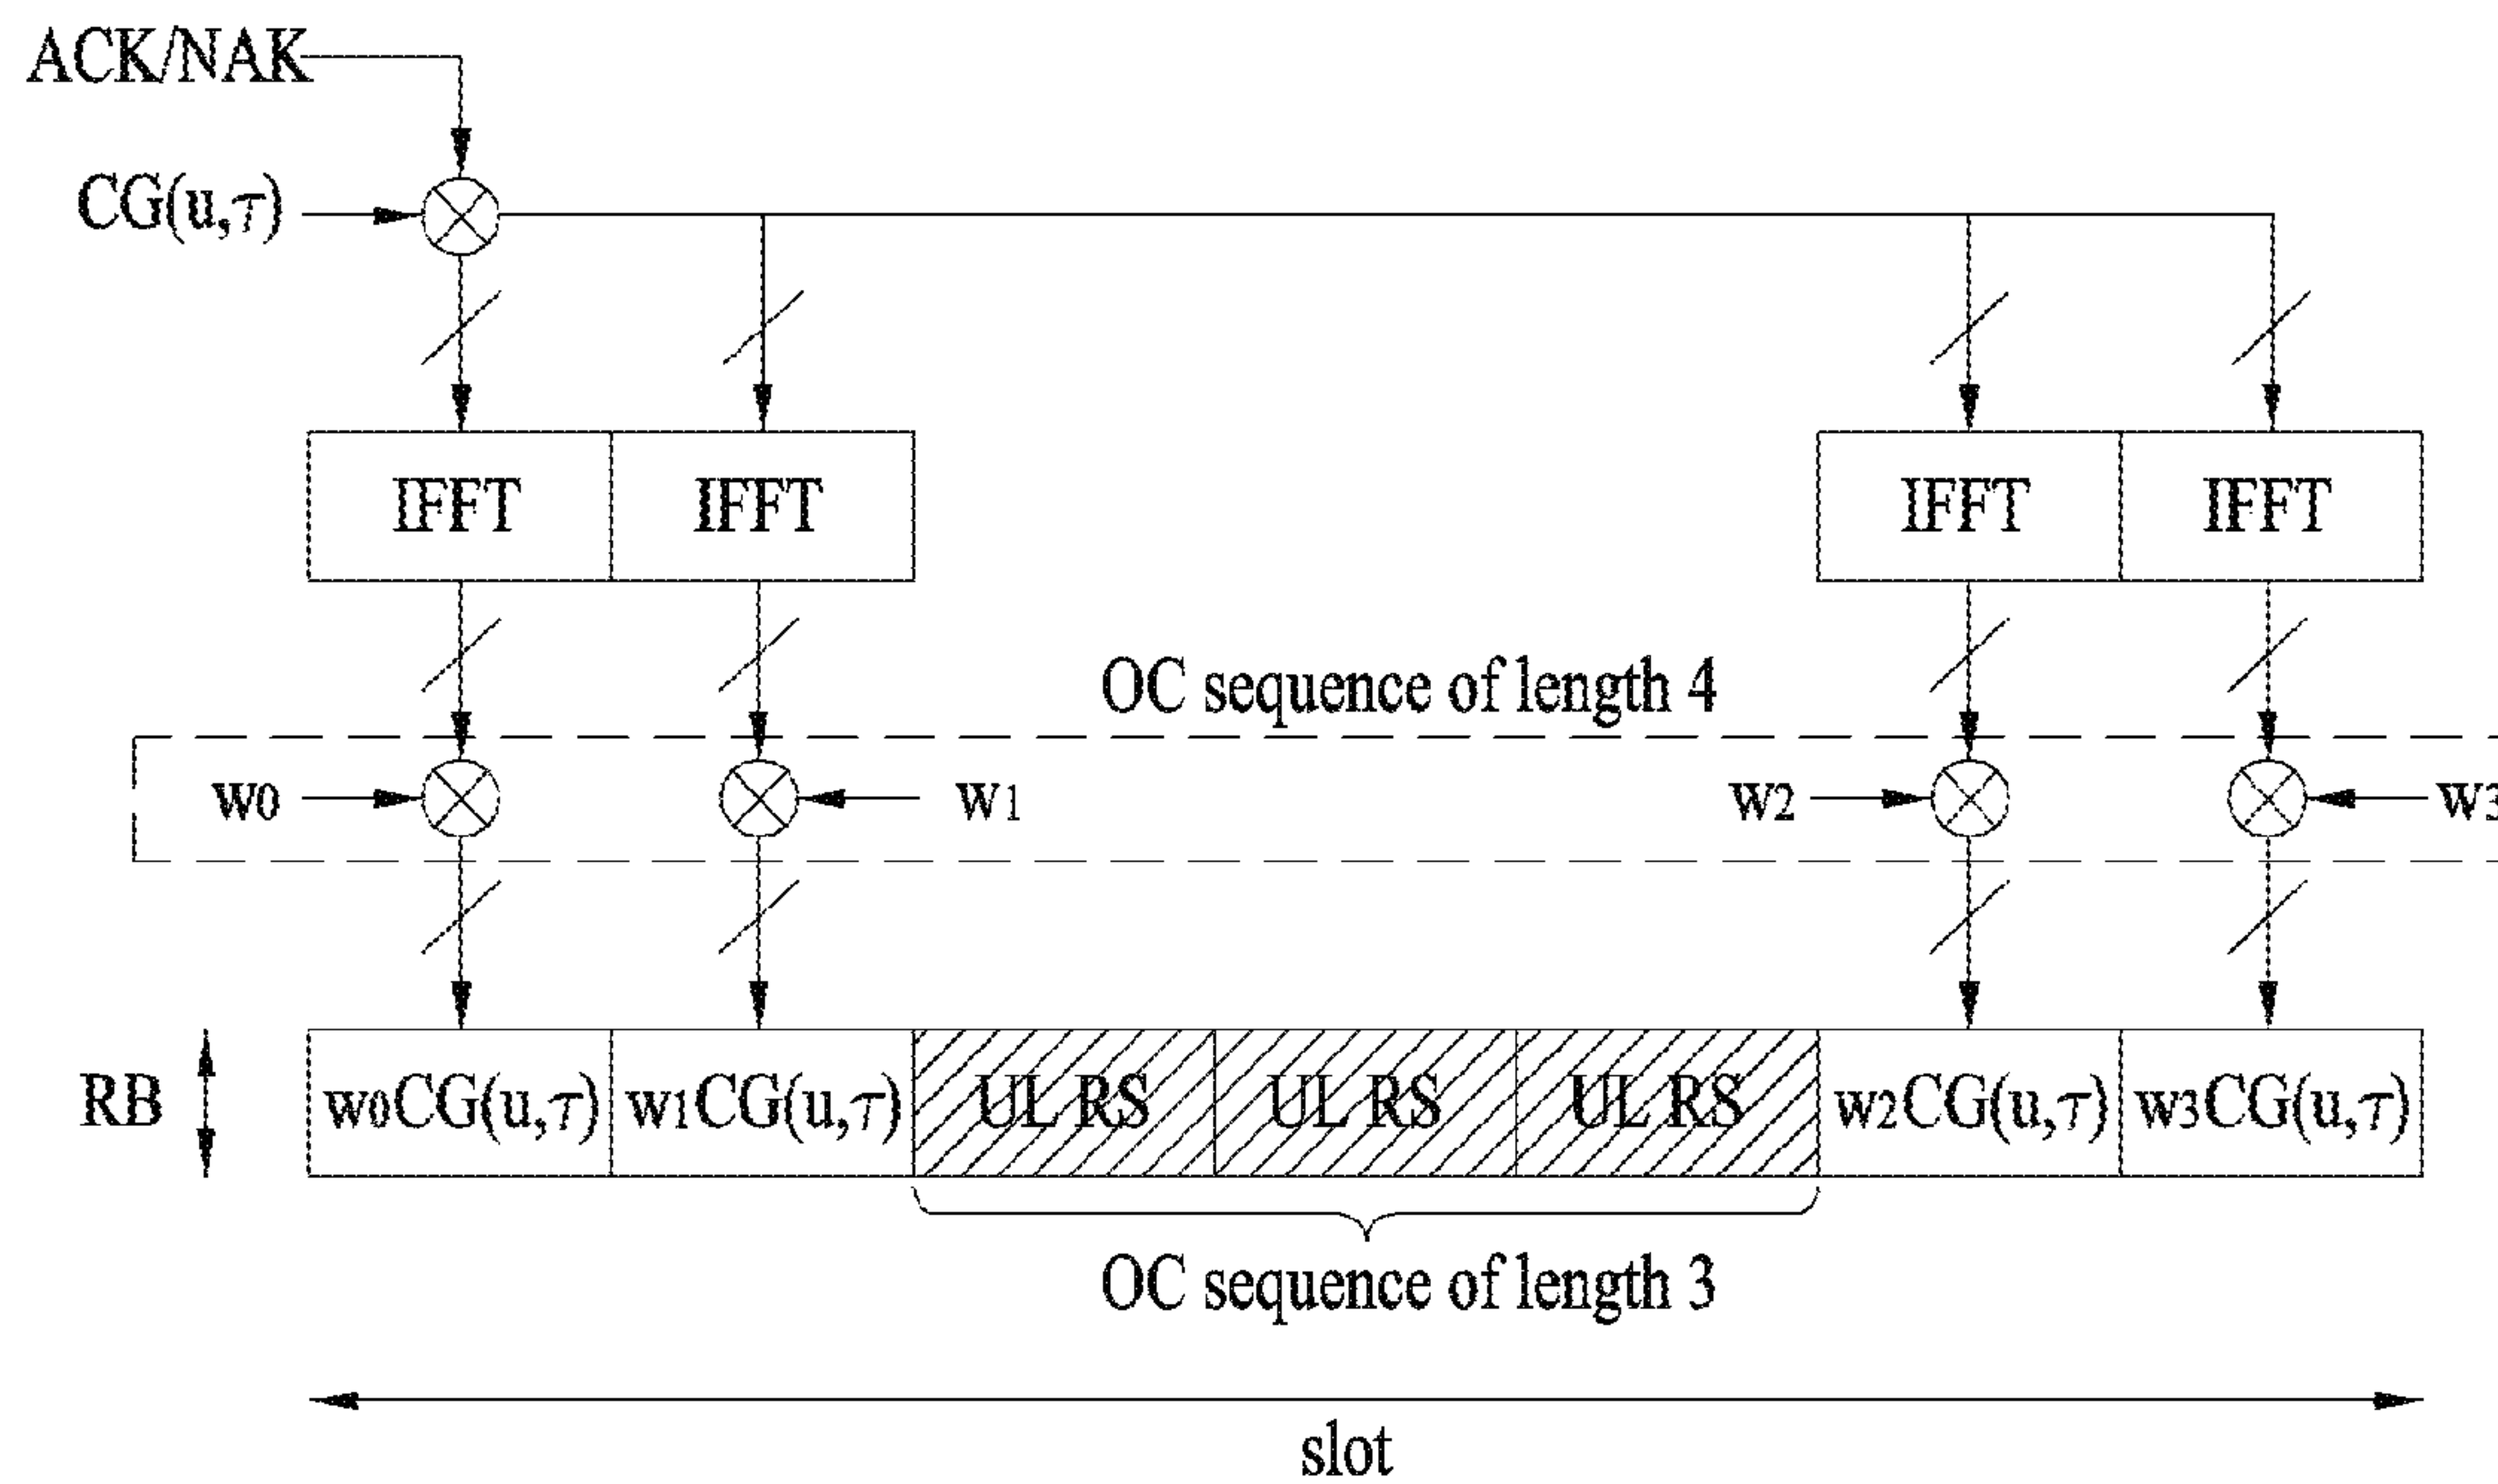 ACK/NAK
CG(u,τ)
IFFT IFFT IFFT IFFT
OC sequence of length 4
w0 w1 w2 w3
RB w0CG(u,τ) w1CG(u,τ) UL RS UL RS UL RS w2CG(u,τ) w3CG(u,τ)
OC sequence of length 3
slot